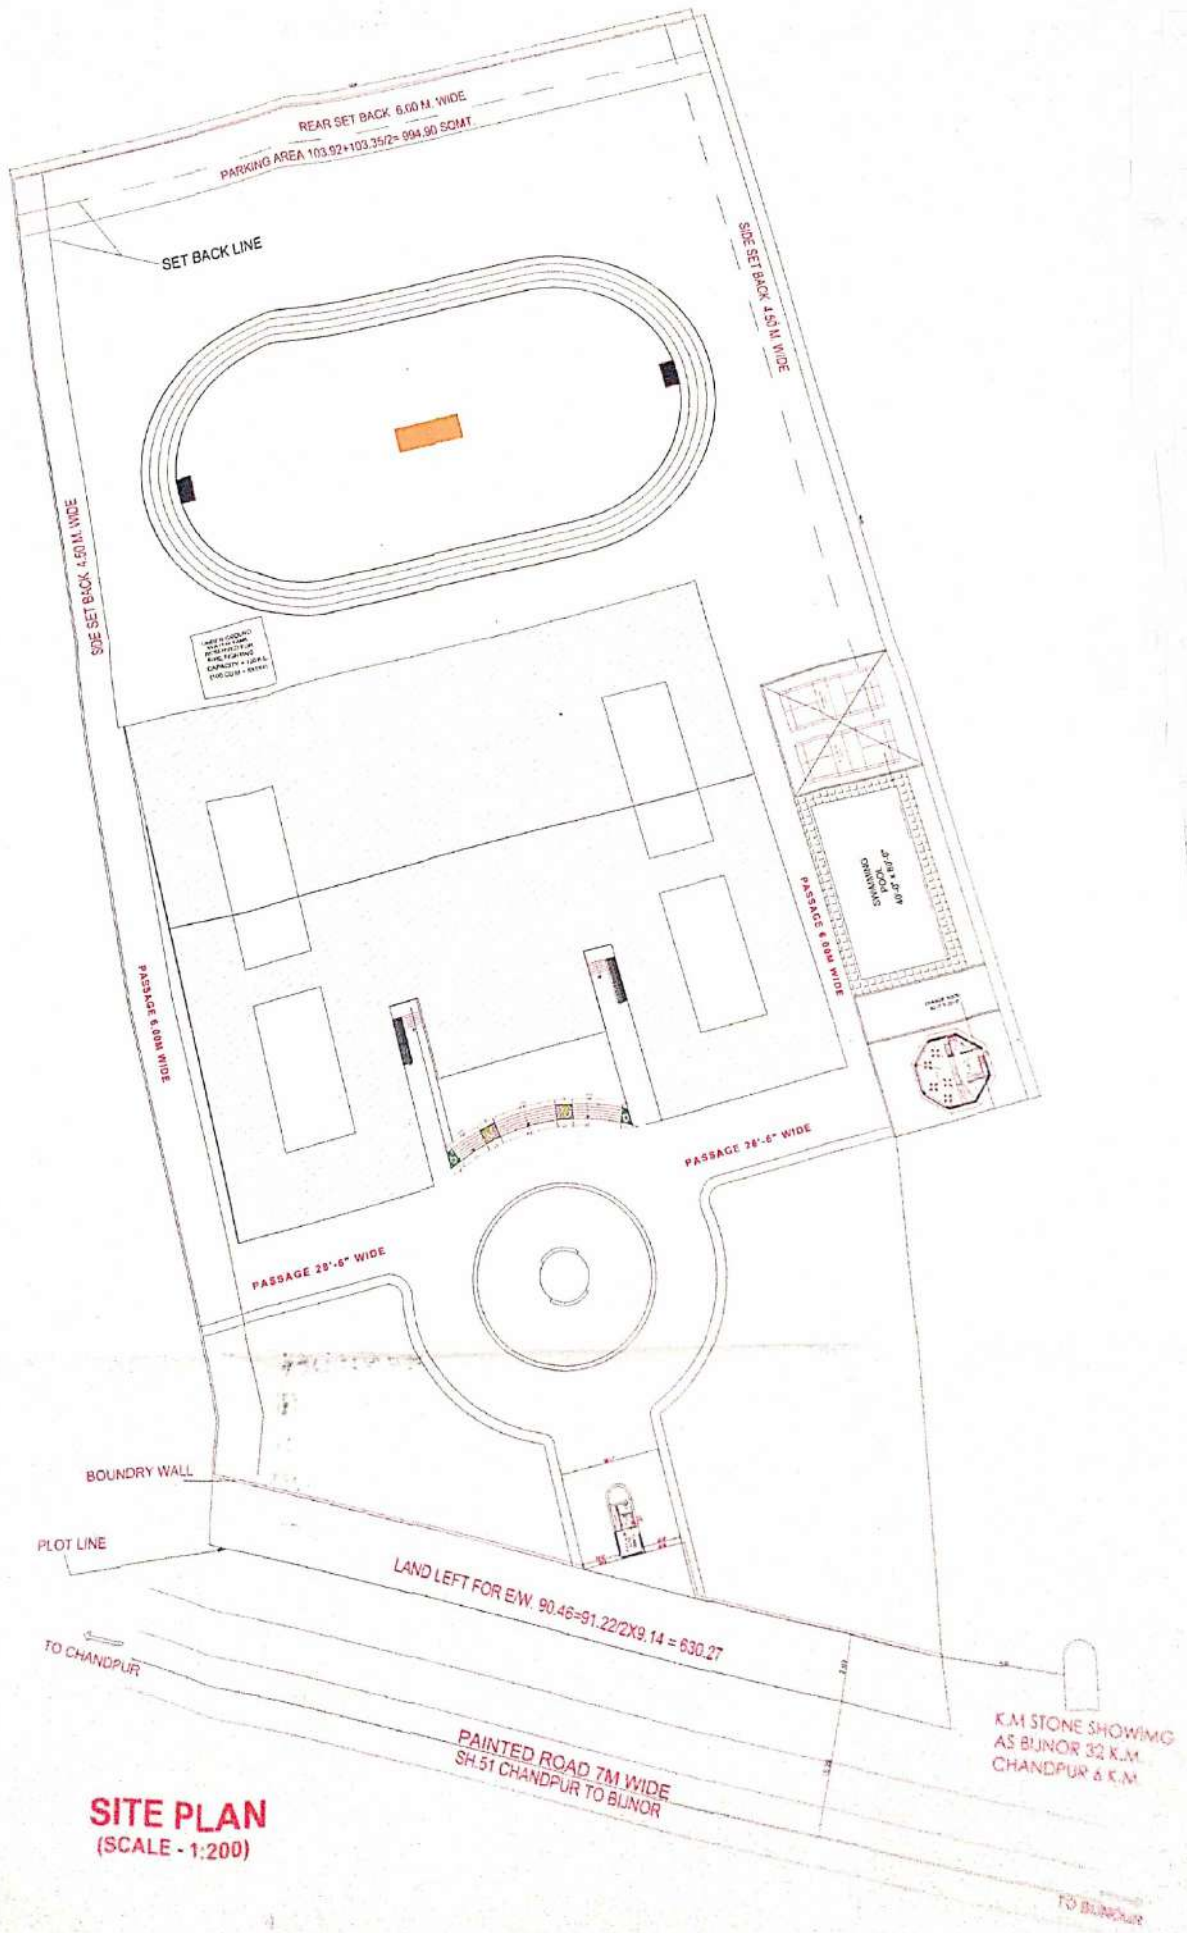 REAR SET BACK 6.00 M. WIDE
PARKING AREA 103.92+103.35/2= 994.90 SQMT
SET BACK LINE
SIDE SET BACK 4.50 M. WIDE
SIDE SET BACK 4.50 M. WIDE
CAPACITY =
SWIMMING
POOL
PASSAGE 6.00M WIDE
PASSAGE 6.00M WIDE
PASSAGE 28'-6" WIDE
PASSAGE 28'-6" WIDE
BOUNDRY WALL
PLOT LINE
LAND LEFT FOR E/W. 90.46=91.22/2X9.14 = 630.27
TO CHANDPUR
PAINTED ROAD 7M WIDE
SH.51 CHANDPUR TO BIJNOR
K.M STONE SHOWIMG
AS BIJNOR 32 K.M.
CHANDPUR 6 K.M.
SITE PLAN
(SCALE - 1:200)
TO